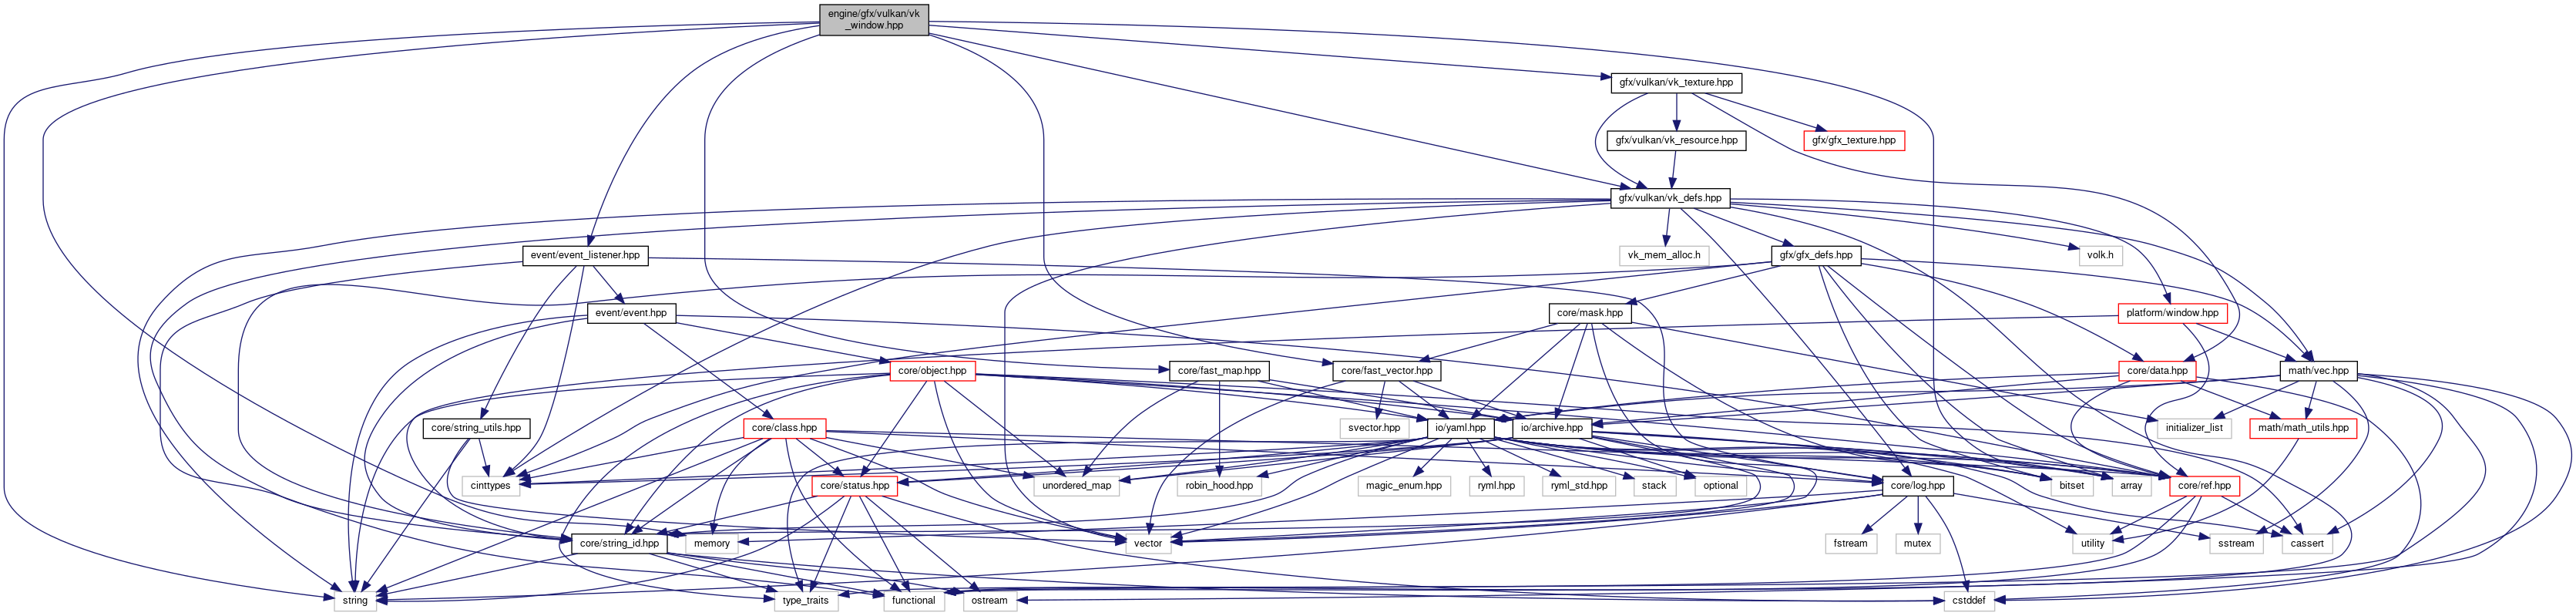 engine/gfx/vulkan/vk
_window.hpp
gfx/vulkan/vk_texture.hpp
gfx/vulkan/vk_resource.hpp
gfx/gfx_texture.hpp
gfx/vulkan/vk_defs.hpp
event/event_listener.hpp
vk_mem_alloc.h
gfx/gfx_defs.hpp
volk.h
event/event.hpp
core/mask.hpp
platform/window.hpp
core/object.hpp
core/fast_map.hpp
core/fast_vector.hpp
core/data.hpp
math/vec.hpp
core/string_utils.hpp
core/class.hpp
svector.hpp
io/yaml.hpp
io/archive.hpp
initializer_list
math/math_utils.hpp
cinttypes
core/status.hpp
unordered_map
robin_hood.hpp
magic_enum.hpp
ryml.hpp
ryml_std.hpp
stack
optional
core/log.hpp
bitset
array
core/ref.hpp
core/string_id.hpp
memory
vector
fstream
mutex
utility
sstream
cassert
string
type_traits
functional
ostream
cstddef